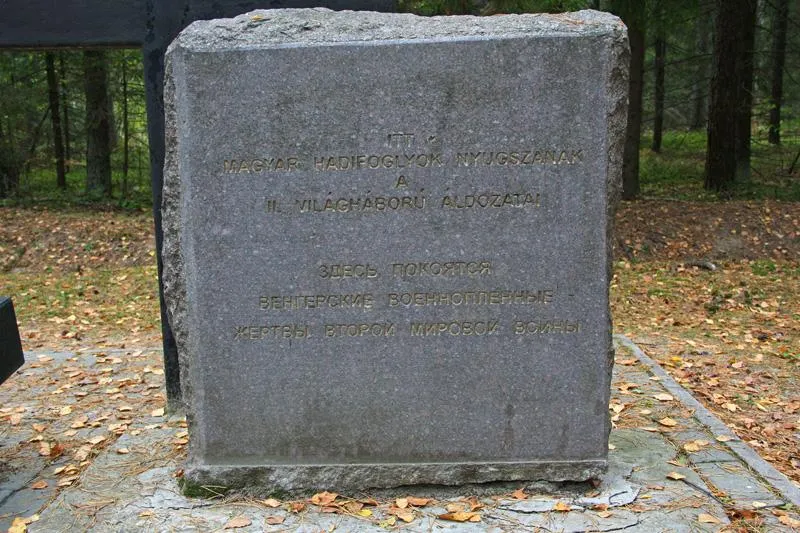 ITT
MAGYAR HADIFOGLYOK NYUGSZANAK
A
II. VILÁGHÁBORÚ ÁLDOZATAI
ЗДЕСЬ ПОКОЯТСЯ
ВЕНГЕРСКИЕ ВОЕННОПЛЕННЫЕ -
ЖЕРТВЫ ВТОРОЙ МИРОВОЙ ВОЙНЫ